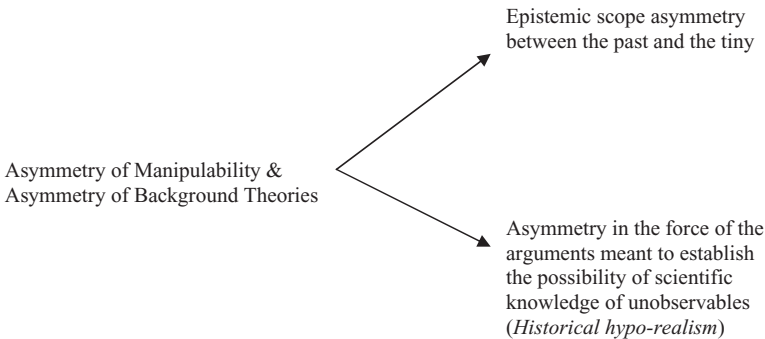 Epistemic scope asymmetry
between the past and the tiny
Asymmetry of Manipulability &
Asymmetry of Background Theories
Asymmetry in the force of the
arguments meant to establish
the possibility of scientific
knowledge of unobservables
(Historical hypo-realism)